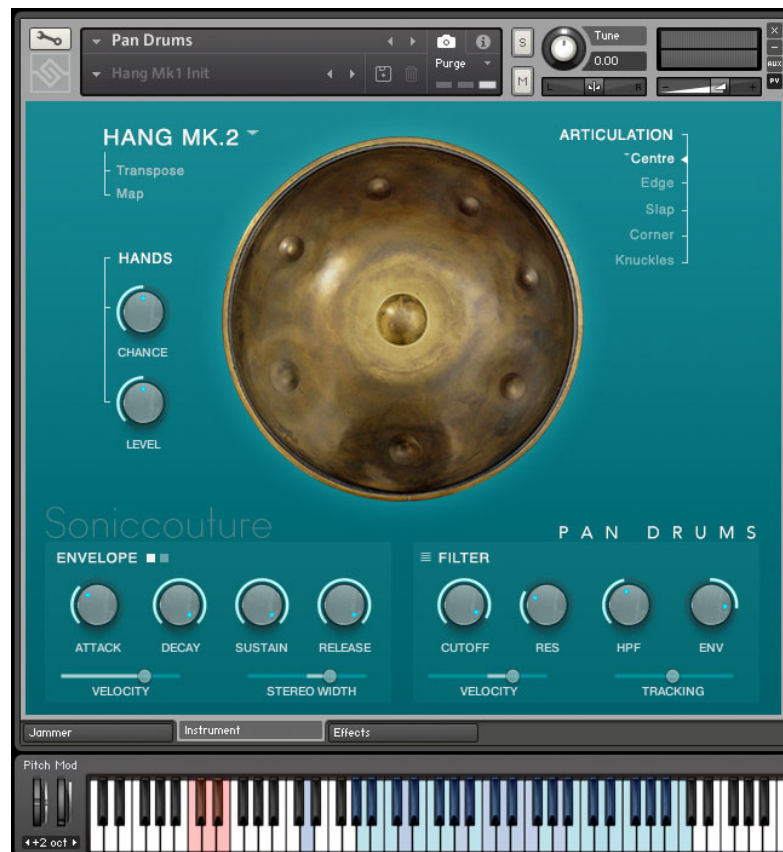 Pan Drums
S
Tune
0.00
Hang Mk1 Init
Purge
M
L
R
AUX
PV
HANG MK.2
Transpose
Map
HANDS
CHANCE
LEVEL
ARTICULATION
Centre
Edge
Slap
Corner
Knuckles
Soniccouture
PAN DRUMS
ENVELOPE
ATTACK
DECAY
SUSTAIN
RELEASE
VELOCITY
STEREO WIDTH
FILTER
CUTOFF
RES
HPF
ENV
VELOCITY
TRACKING
Jammer
Instrument
Effects
Pitch Mod
+2 oct